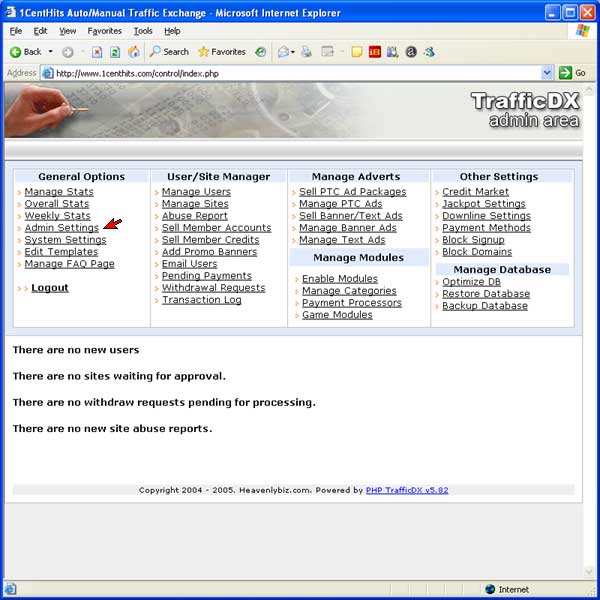 1CentHits Auto/Manual Traffic Exchange - Microsoft Internet Explorer
File Edit View Favorites Tools Help
Back Search Favorites
Address http://www.1centhits.com/control/index.php Go
TrafficDX
admin area
General Options
Manage Stats
Overall Stats
Weekly Stats
Admin Settings
System Settings
Edit Templates
Manage FAQ Page
Logout
User/Site Manager
Manage Users
Manage Sites
Abuse Report
Sell Member Accounts
Sell Member Credits
Add Promo Banners
Email Users
Pending Payments
Withdrawal Requests
Transaction Log
Manage Adverts
Sell PTC Ad Packages
Manage PTC Ads
Sell Banner/Text Ads
Manage Banner Ads
Manage Text Ads
Manage Modules
Enable Modules
Manage Categories
Payment Processors
Game Modules
Other Settings
Credit Market
Jackpot Settings
Downline Settings
Payment Methods
Block Signup
Block Domains
Manage Database
Optimize DB
Restore Database
Backup Database
There are no new users
There are no sites waiting for approval.
There are no withdraw requests pending for processing.
There are no new site abuse reports.
Copyright 2004 - 2005. Heavenlybiz.com. Powered by PHP TrafficDX v5.82
Internet